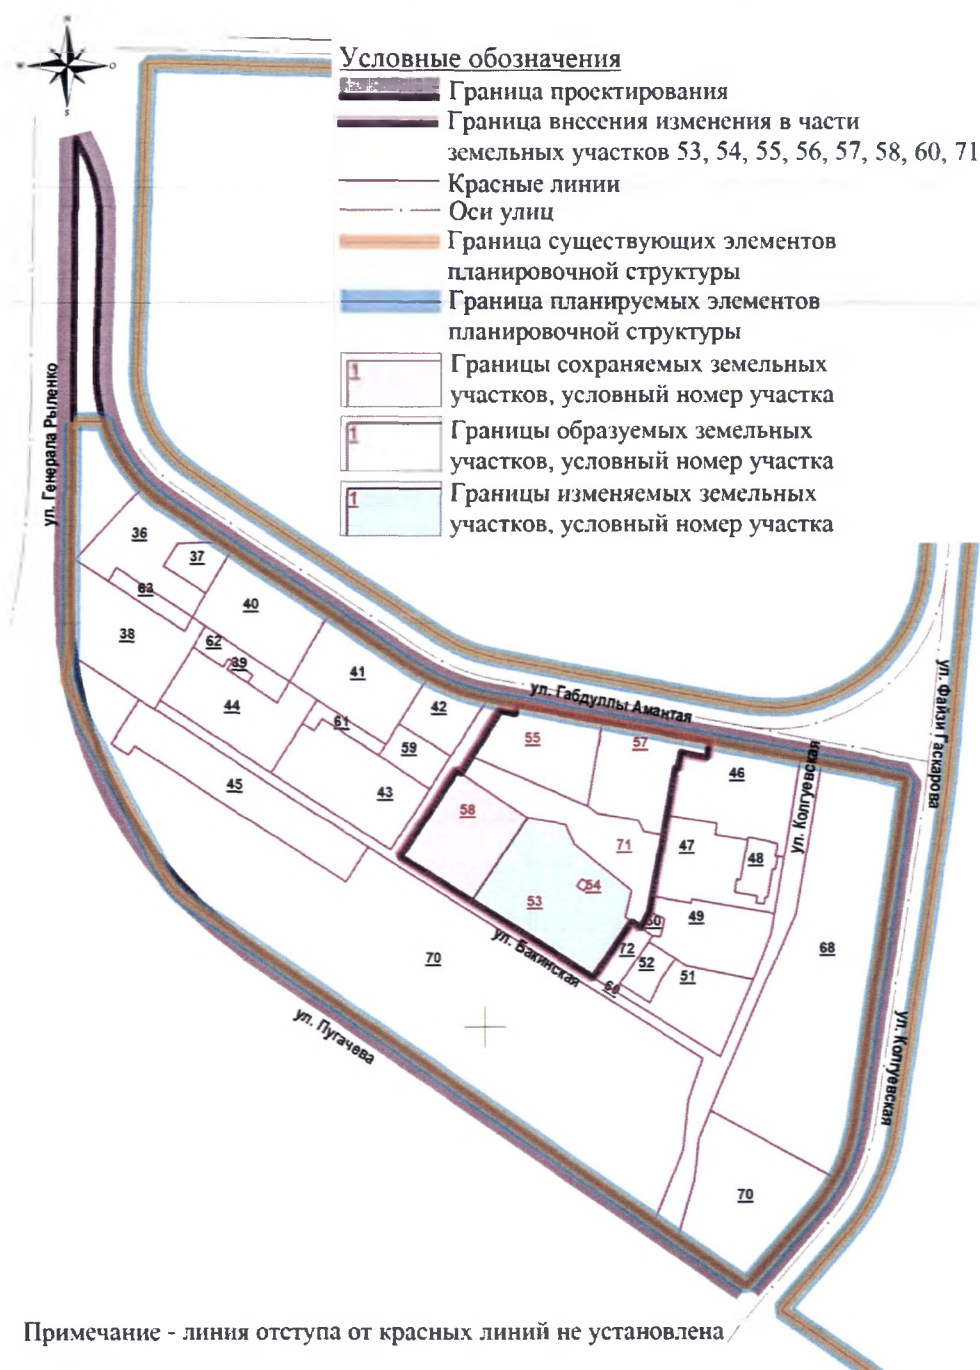 Условные обозначения
Граница проектирования
Граница внесения изменения в части
земельных участков 53, 54, 55, 56, 57, 58, 60, 71
Красные линии
Оси улиц
Граница существующих элементов
планировочной структуры
Граница планируемых элементов
планировочной структуры
1
Границы сохраняемых земельных
участков, условный номер участка
1
Границы образуемых земельных
участков, условный номер участка
1
Границы изменяемых земельных
участков, условный номер участка
ул. Генерала Рыленко
36
37
63
40
38
62
39
41
44
61
42
59
45
43
ул. Габдуллы Амантая
55
57
46
58
71
47
48
54
53
49
72
52
51
70
68
ул. Бакинская
ул. Пугачева
ул. Колгуевская
ул. Файзи Гаскарова
ул. Колгуевская
70
Примечание - линия отступа от красных линий не установлена